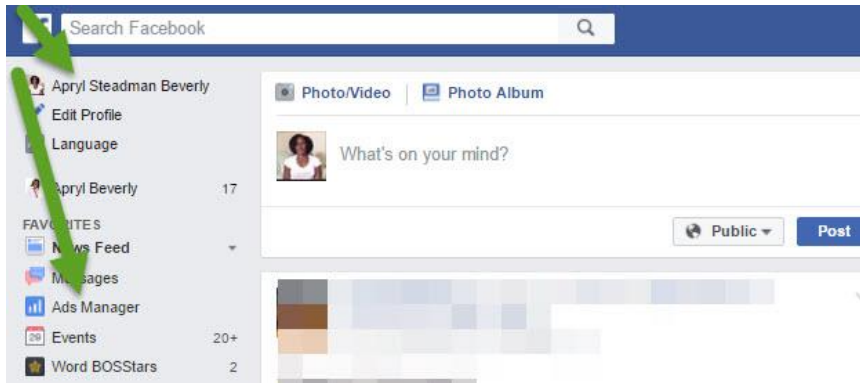 Search Facebook
Apryl Steadman Beverly
Edit Profile
Language
Apryl Beverly 17
FAVORITES
News Feed
Messages
Ads Manager
29 Events 20+
Word BOSStars 2
Photo/Video Photo Album
What's on your mind?
Public Post